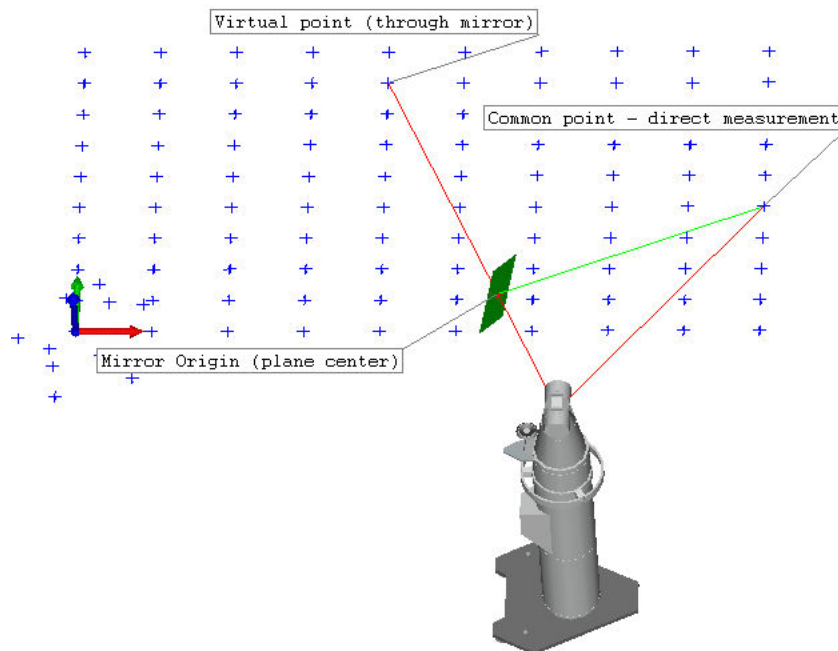 Virtual point (through mirror)
Common point - direct measurement
Mirror Origin (plane center)